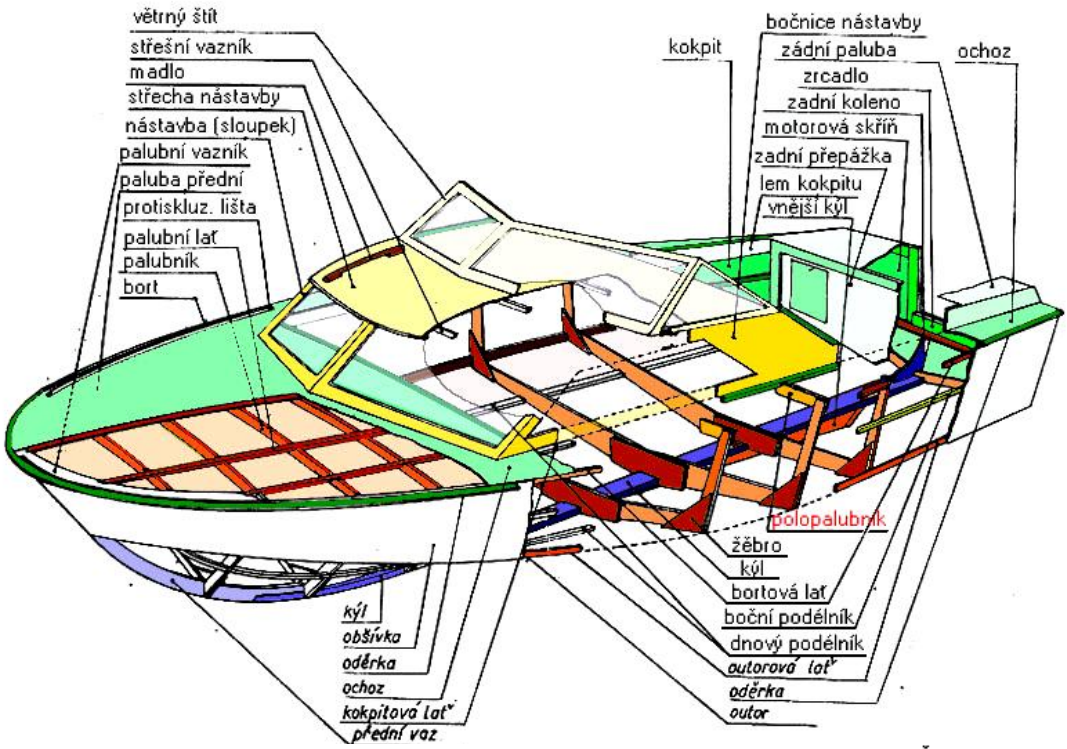 větrný štít
střešní vazník
madlo
střecha nástavby
nástavba (sloupek)
palubní vazník
paluba přední
protiskluz. lišta
palubní lať
palubník
bort
kokpit
bočnice nástavby
zádní paluba
ochoz
zrcadlo
zadní koleno
motorová skříň
zadní přepážka
lem kokpitu
vnější kýl
polopalubník
žěbro
kýl
bortová lať
boční podélník
dnový podélník
outorová lať
oděrka
outor
kýl
obšívka
oděrka
ochoz
kokpitová lať
přední vaz